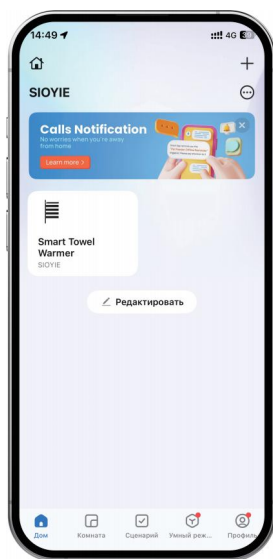 14:49
4G
SIOYIE
Calls Notification
No worries when you're away
from home
Learn more >
Smart Towel
Warmer
SIOYIE
Редактировать
Дом
Комната
Сценарий
Умный реж...
Профиль